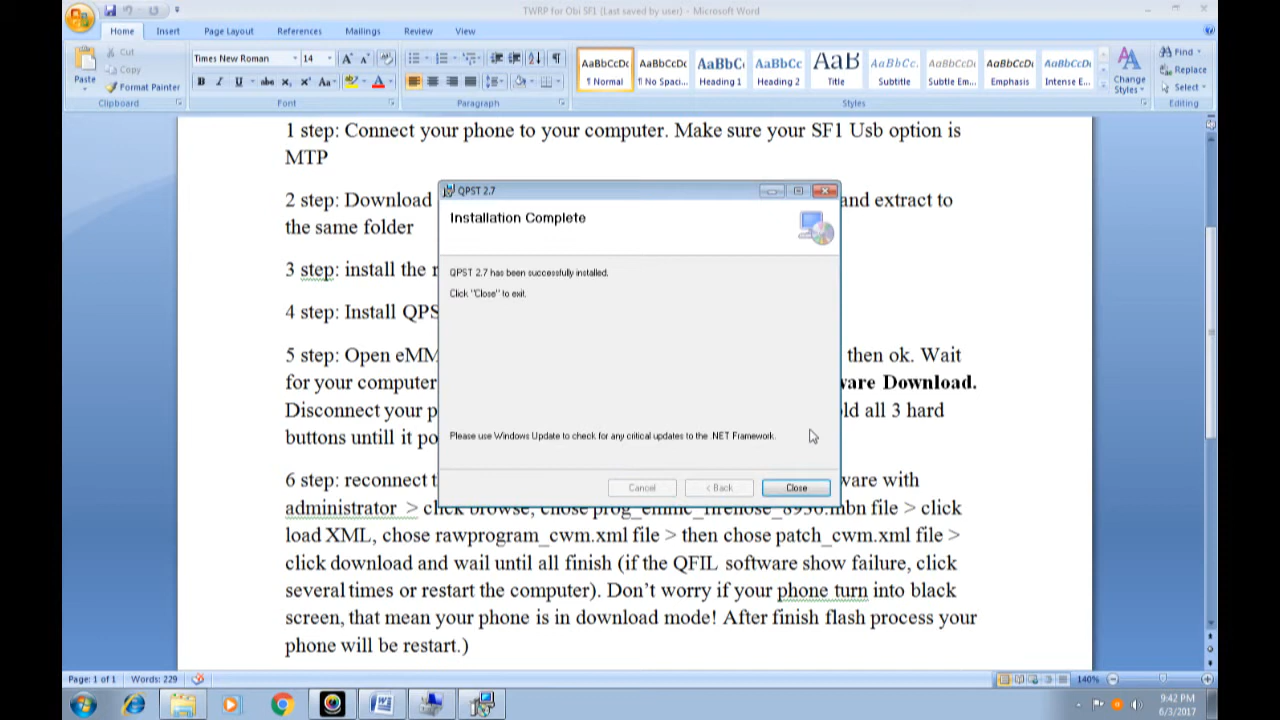 TWRP for Obi SF1 (Last saved by user) - Microsoft Word
Home Insert Page Layout References Mailings Review View
Paste
Cut
Copy
Format Painter
Clipboard
Times New Roman 14
Font
Paragraph
AaBbCcDc AaBbCcDc AaBbC AaBbCc AaB AaBbCc. AaBbCcDc AaBbCcDc AaBbCcDc
¶ Normal ¶ No Spaci... Heading 1 Heading 2 Title Subtitle Subtle Em... Emphasis Intense E...
Change
Styles
Styles
Find
Replace
Select
Editing
1 step: Connect your phone to your computer. Make sure your SF1 Usb option is
MTP
2 step: Download
and extract to
the same folder
3 step: install the
4 step: Install QPS
5 step: Open eMM
then ok. Wait
for your computer
ware Download.
Disconnect your p
ld all 3 hard
buttons untill it po
6 step: reconnect t
ware with
administrator > click browse, chose prog_emmc_firehose_8936.mbn file > click
load XML, chose rawprogram_cwm.xml file > then chose patch_cwm.xml file >
click download and wail until all finish (if the QFIL software show failure, click
several times or restart the computer). Don't worry if your phone turn into black
screen, that mean your phone is in download mode! After finish flash process your
phone will be restart.)
QPST 2.7
Installation Complete
QPST 2.7 has been successfully installed.
Click "Close" to exit.
Please use Windows Update to check for any critical updates to the .NET Framework.
Cancel < Back Close
Page: 1 of 1 Words: 229 140%
9:42 PM
6/3/2017